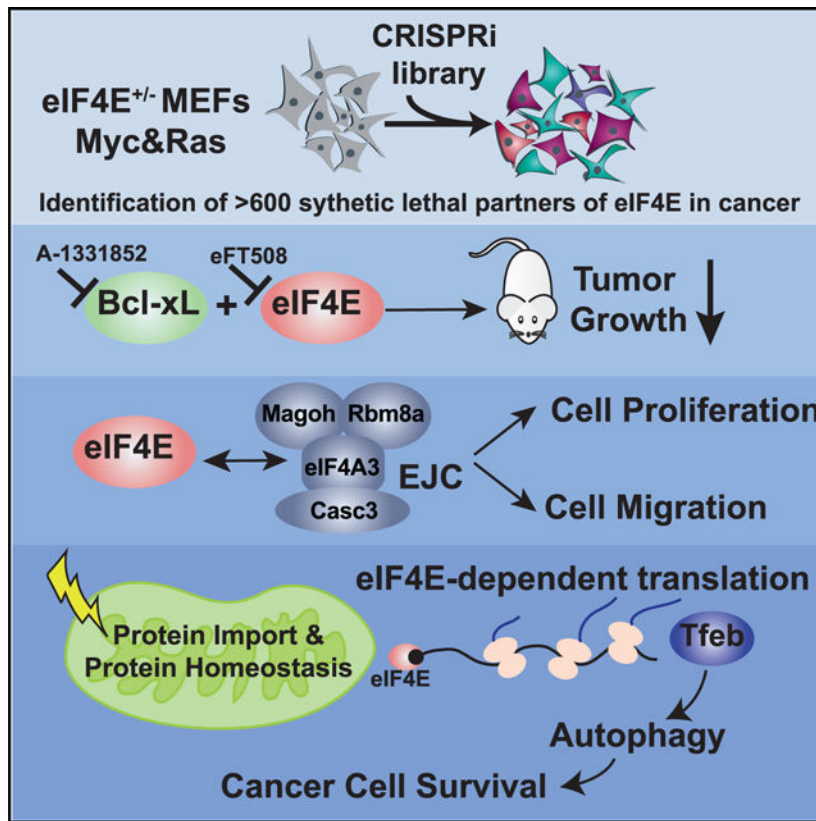 CRISPRi
library
eIF4E+/- MEFs
Myc&Ras
Identification of >600 sythetic lethal partners of eIF4E in cancer
A-1331852
eFT508
Bcl-xL + eIF4E
Tumor
Growth
Magoh Rbm8a
eIF4E
eIF4A3
EJC
Casc3
Cell Proliferation
Cell Migration
eIF4E-dependent translation
Protein Import &
Protein Homeostasis
eIF4E
Tfeb
Autophagy
Cancer Cell Survival